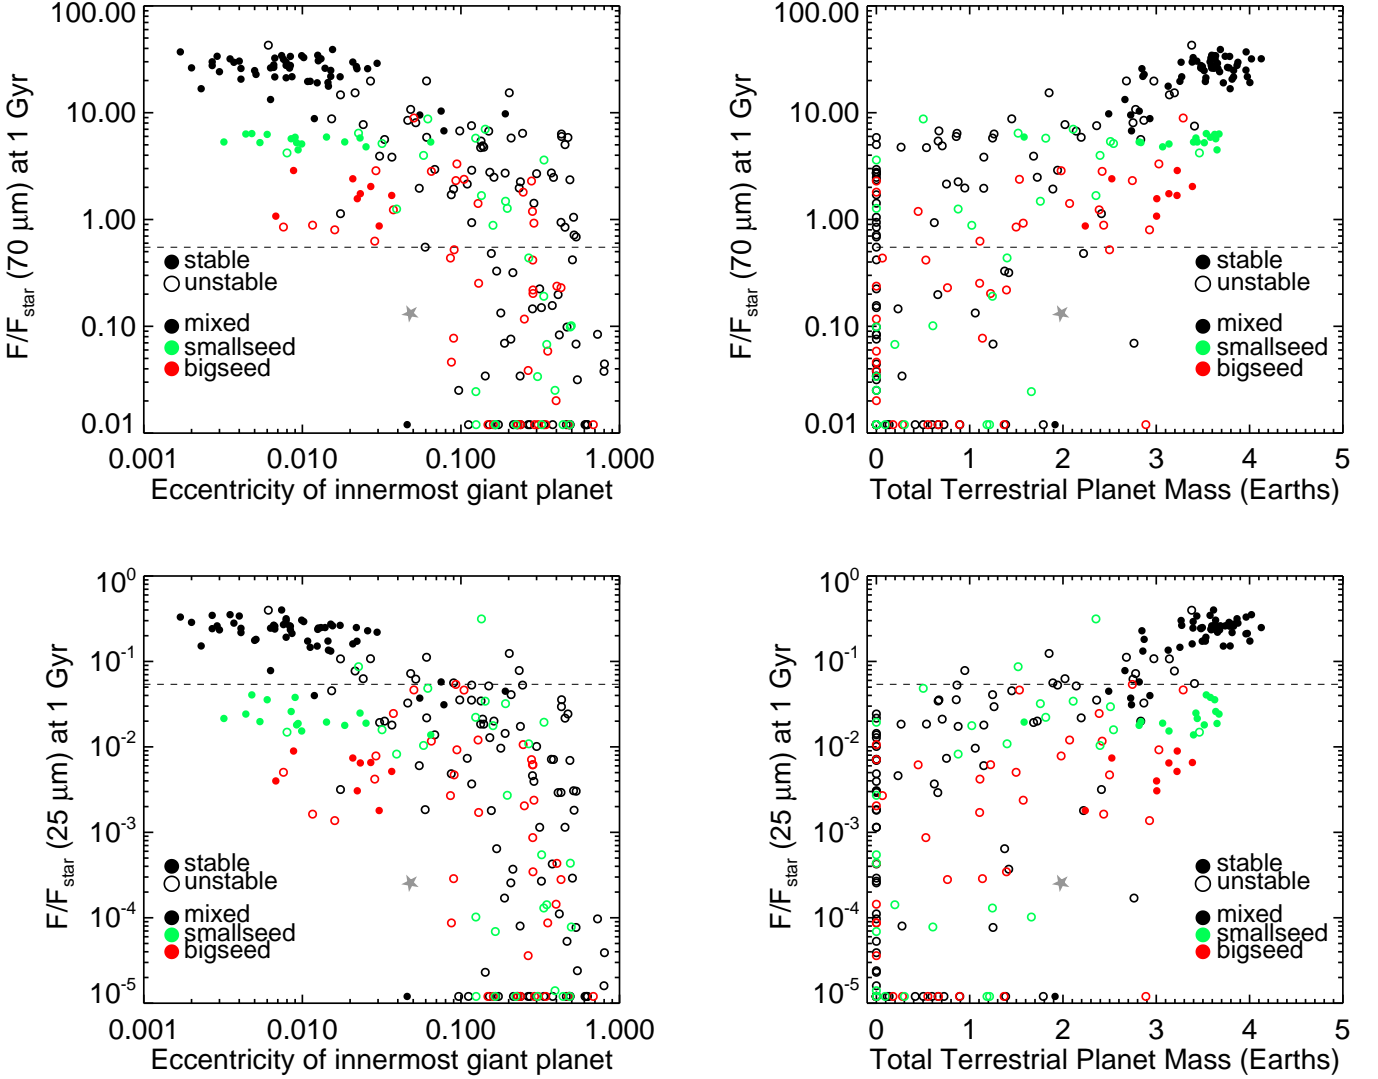 100.00
10.00
1.00
0.10
0.01
F/Fstar (70 μm) at 1 Gyr
stable
unstable
mixed
smallseed
bigseed
0.001 0.010 0.100 1.000
Eccentricity of innermost giant planet
100.00
10.00
1.00
0.10
0.01
F/Fstar (70 μm) at 1 Gyr
stable
unstable
mixed
smallseed
bigseed
0 1 2 3 4 5
Total Terrestrial Planet Mass (Earths)
10^0
10^-1
10^-2
10^-3
10^-4
10^-5
F/Fstar (25 μm) at 1 Gyr
stable
unstable
mixed
smallseed
bigseed
0.001 0.010 0.100 1.000
Eccentricity of innermost giant planet
10^0
10^-1
10^-2
10^-3
10^-4
10^-5
F/Fstar (25 μm) at 1 Gyr
stable
unstable
mixed
smallseed
bigseed
0 1 2 3 4 5
Total Terrestrial Planet Mass (Earths)